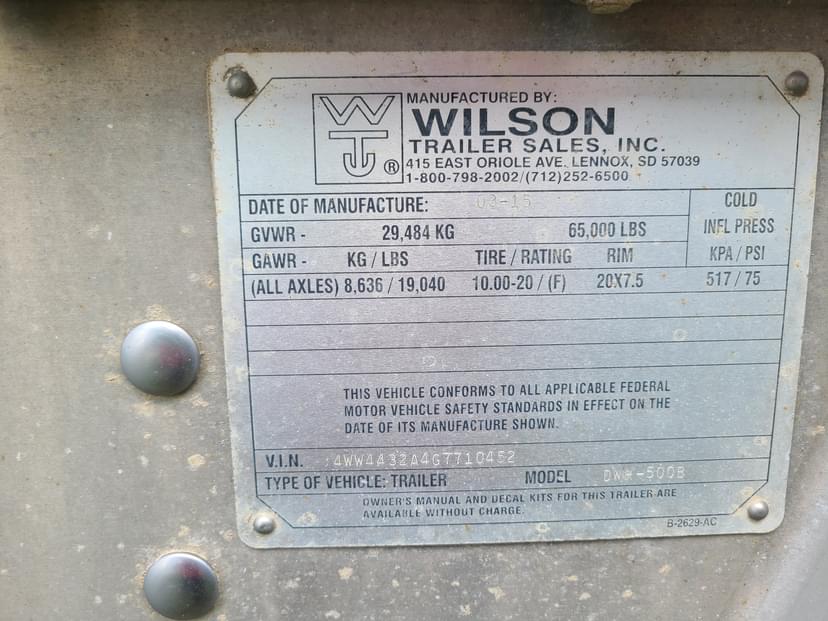 WTJ ®
MANUFACTURED BY:
WILSON
TRAILER SALES, INC.
415 EAST ORIOLE AVE. LENNOX, SD 57039
1-800-798-2002/(712)252-6500
DATE OF MANUFACTURE: 03-15
COLD
GVWR - 29,484 KG 65,000 LBS INFL PRESS
GAWR - KG / LBS TIRE / RATING RIM KPA / PSI
(ALL AXLES) 8,636 / 19,040 10.00-20 / (F) 20X7.5 517 / 75
THIS VEHICLE CONFORMS TO ALL APPLICABLE FEDERAL
MOTOR VEHICLE SAFETY STANDARDS IN EFFECT ON THE
DATE OF ITS MANUFACTURE SHOWN.
V.I.N. :4WW4432A4G7710452
TYPE OF VEHICLE: TRAILER MODEL
OWNER'S MANUAL AND DECAL KITS FOR THIS TRAILER ARE
AVAILABLE WITHOUT CHARGE.
B-2629-AC